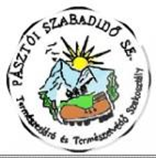 PÁSZTÓI SZABADIDŐ SE.
Természetjáró és Természetvédő Szakosztály